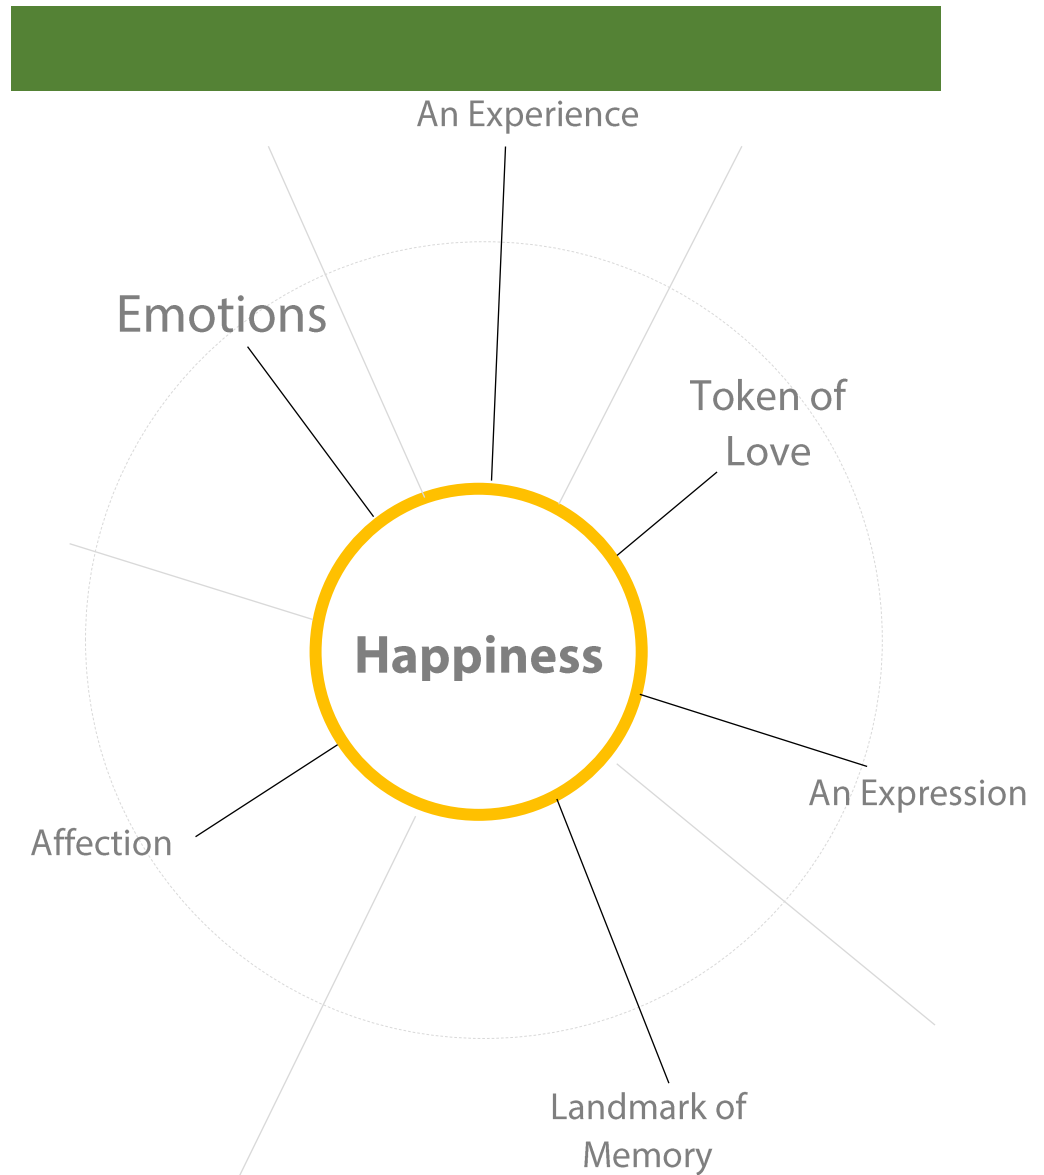 An Experience
Emotions
Token of
Love
Happiness
An Expression
Affection
Landmark of
Memory